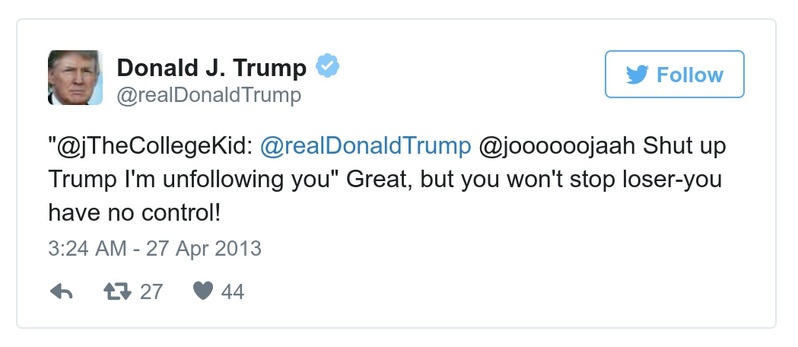 Donald J. Trump
@realDonaldTrump
Follow
"@jTheCollegeKid: @realDonaldTrump @joooooojaah Shut up
Trump I'm unfollowing you" Great, but you won't stop loser-you
have no control!
3:24 AM - 27 Apr 2013
27
44